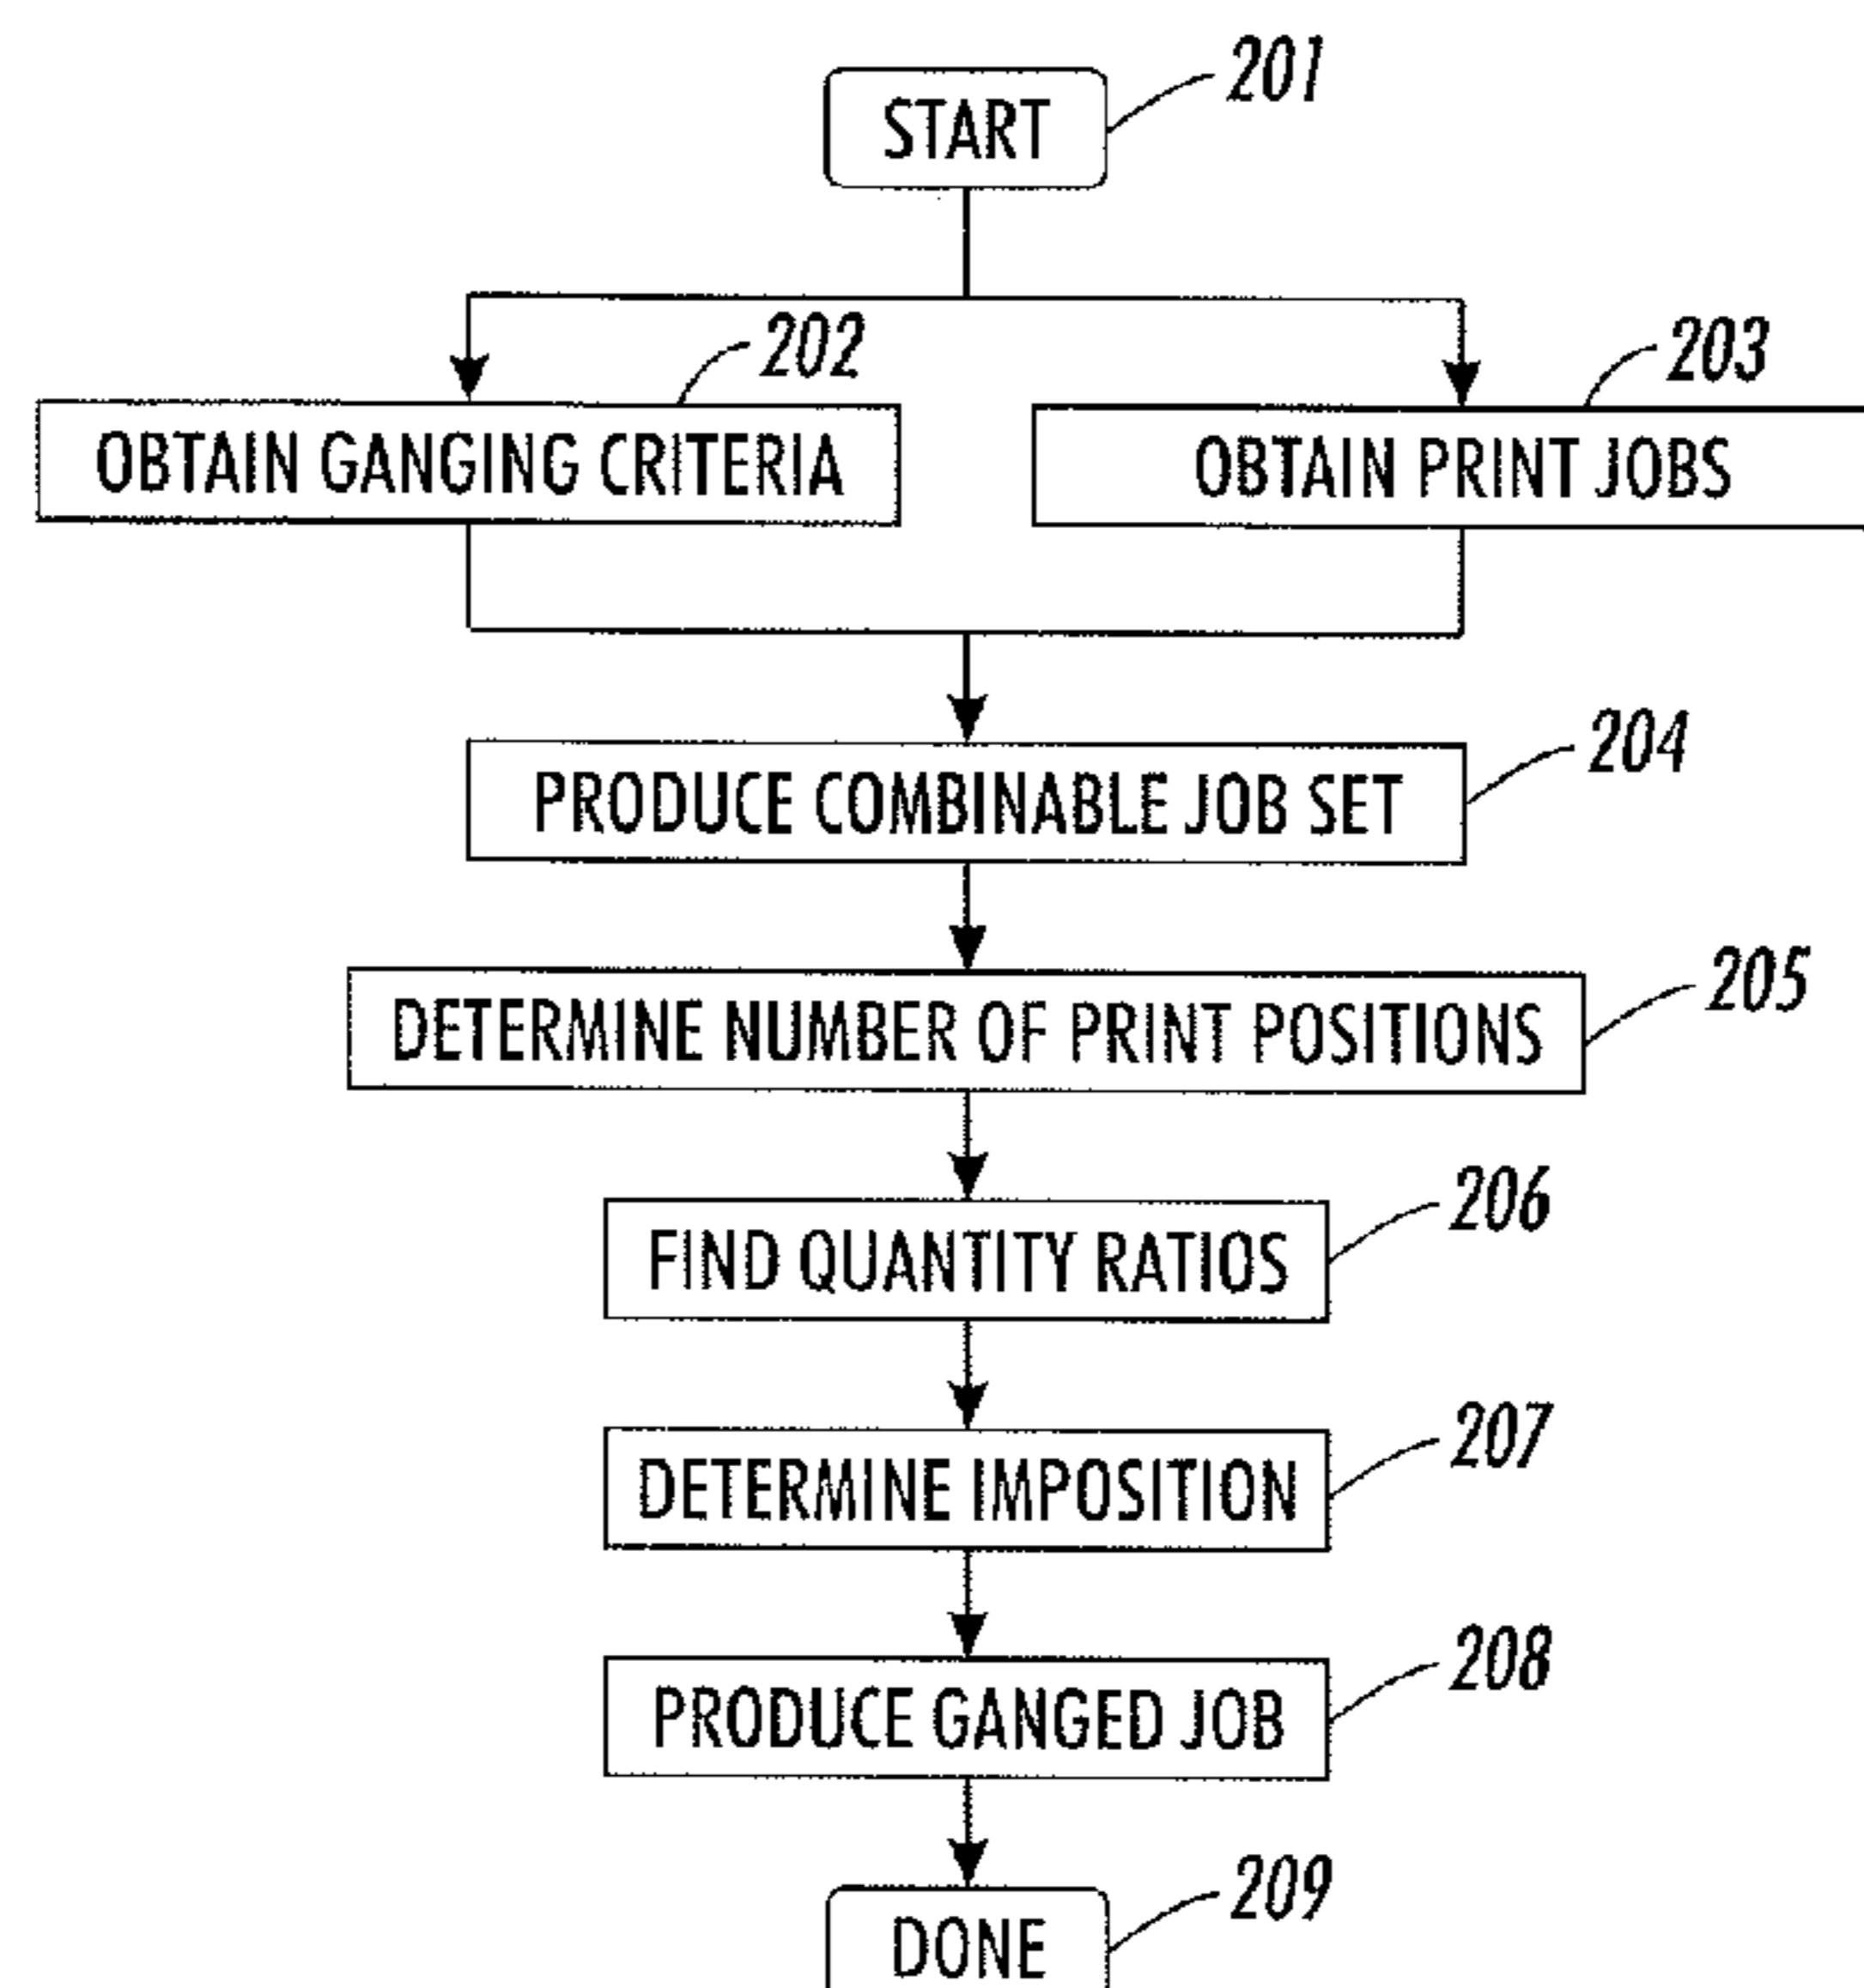 201
START
202
203
OBTAIN GANGING CRITERIA
OBTAIN PRINT JOBS
204
PRODUCE COMBINABLE JOB SET
205
DETERMINE NUMBER OF PRINT POSITIONS
206
FIND QUANTITY RATIOS
207
DETERMINE IMPOSITION
208
PRODUCE GANGED JOB
209
DONE